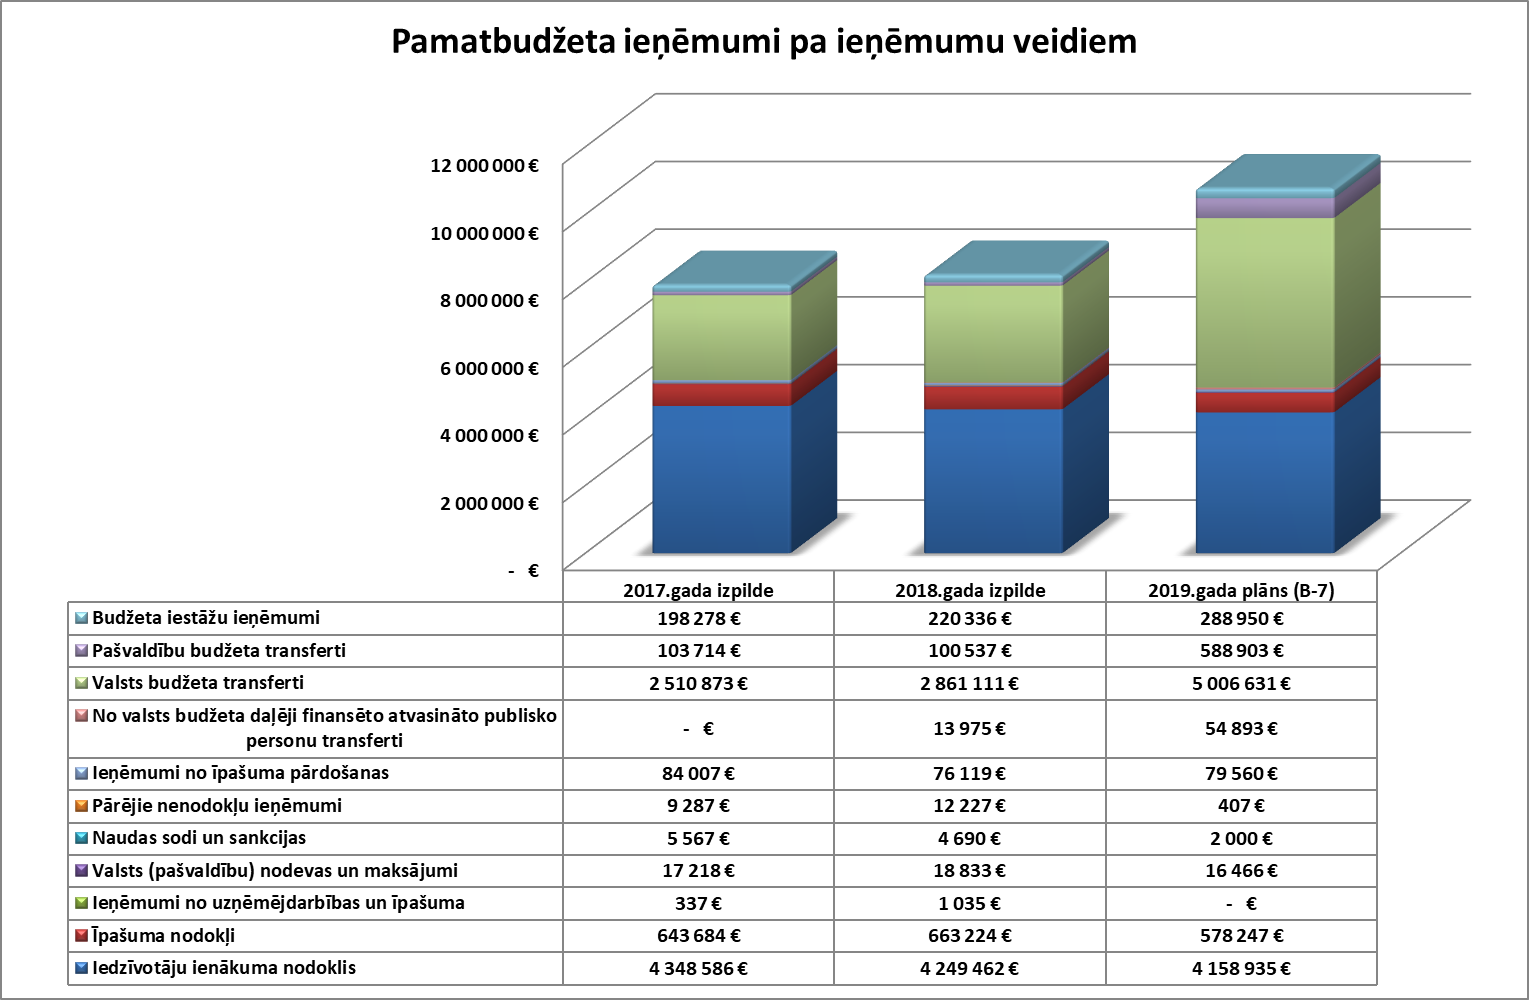 Pamatbudžeta ieņēmumi pa ieņēmumu veidiem
12 000 000 €
10 000 000 €
8 000 000 €
6 000 000 €
4 000 000 €
2 000 000 €
- €
2017.gada izpilde 2018.gada izpilde 2019.gada plāns (B-7)
Budžeta iestāžu ieņēmumi 198 278 € 220 336 € 288 950 €
Pašvaldību budžeta transferti 103 714 € 100 537 € 588 903 €
Valsts budžeta transferti 2 510 873 € 2 861 111 € 5 006 631 €
No valsts budžeta daļēji finansēto atvasināto publisko
personu transferti - € 13 975 € 54 893 €
Ieņēmumi no īpašuma pārdošanas 84 007 € 76 119 € 79 560 €
Pārējie nenodokļu ieņēmumi 9 287 € 12 227 € 407 €
Naudas sodi un sankcijas 5 567 € 4 690 € 2 000 €
Valsts (pašvaldību) nodevas un maksājumi 17 218 € 18 833 € 16 466 €
Ieņēmumi no uzņēmējdarbības un īpašuma 337 € 1 035 € - €
Īpašuma nodokļi 643 684 € 663 224 € 578 247 €
Iedzīvotāju ienākuma nodoklis 4 348 586 € 4 249 462 € 4 158 935 €